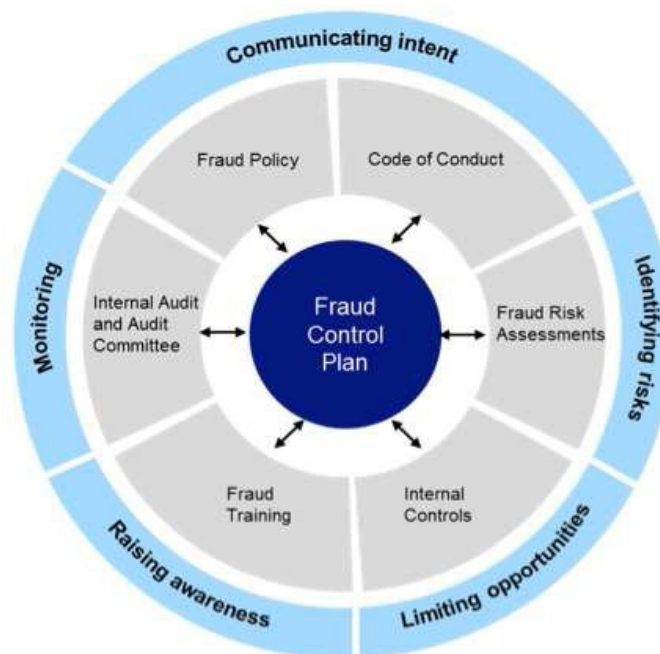 Communicating intent
Fraud Policy
Code of Conduct
Monitoring
Internal Audit
and Audit
Committee
Fraud
Control
Plan
Fraud Risk
Assessments
Identifying risks
Fraud
Training
Internal
Controls
Raising awareness
Limiting opportunities